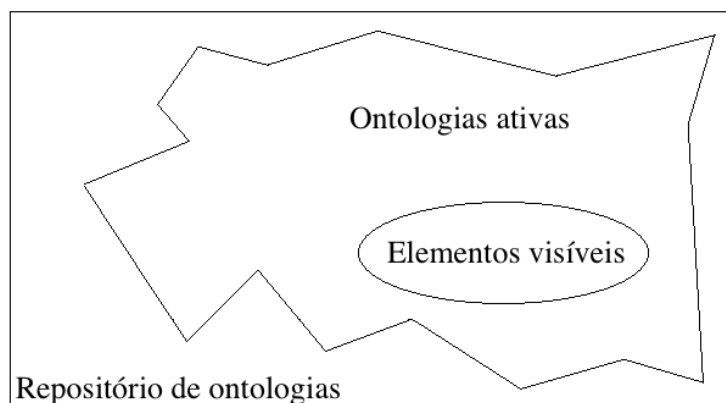 Ontologias ativas
Elementos visíveis
Repositório de ontologias